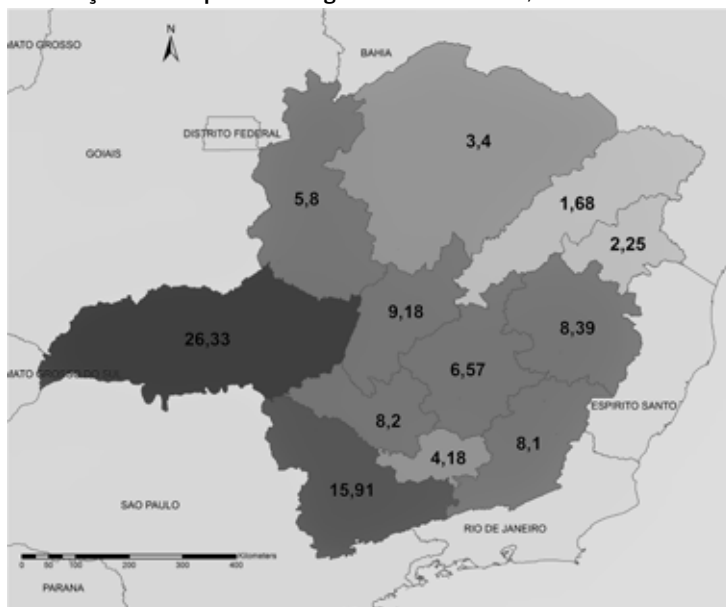 MATO GROSSO
N
BAHIA
DISTRITO FEDERAL
GOIAIS
3,4
5,8
1,68
2,25
9,18
8,39
26,33
6,57
MATO GROSSO DO SUL
ESPIRITO SANTO
8,2
8,1
4,18
15,91
SAO PAULO
RIO DE JANEIRO
Kilometers
0 50 100 200 300 400
PARANA